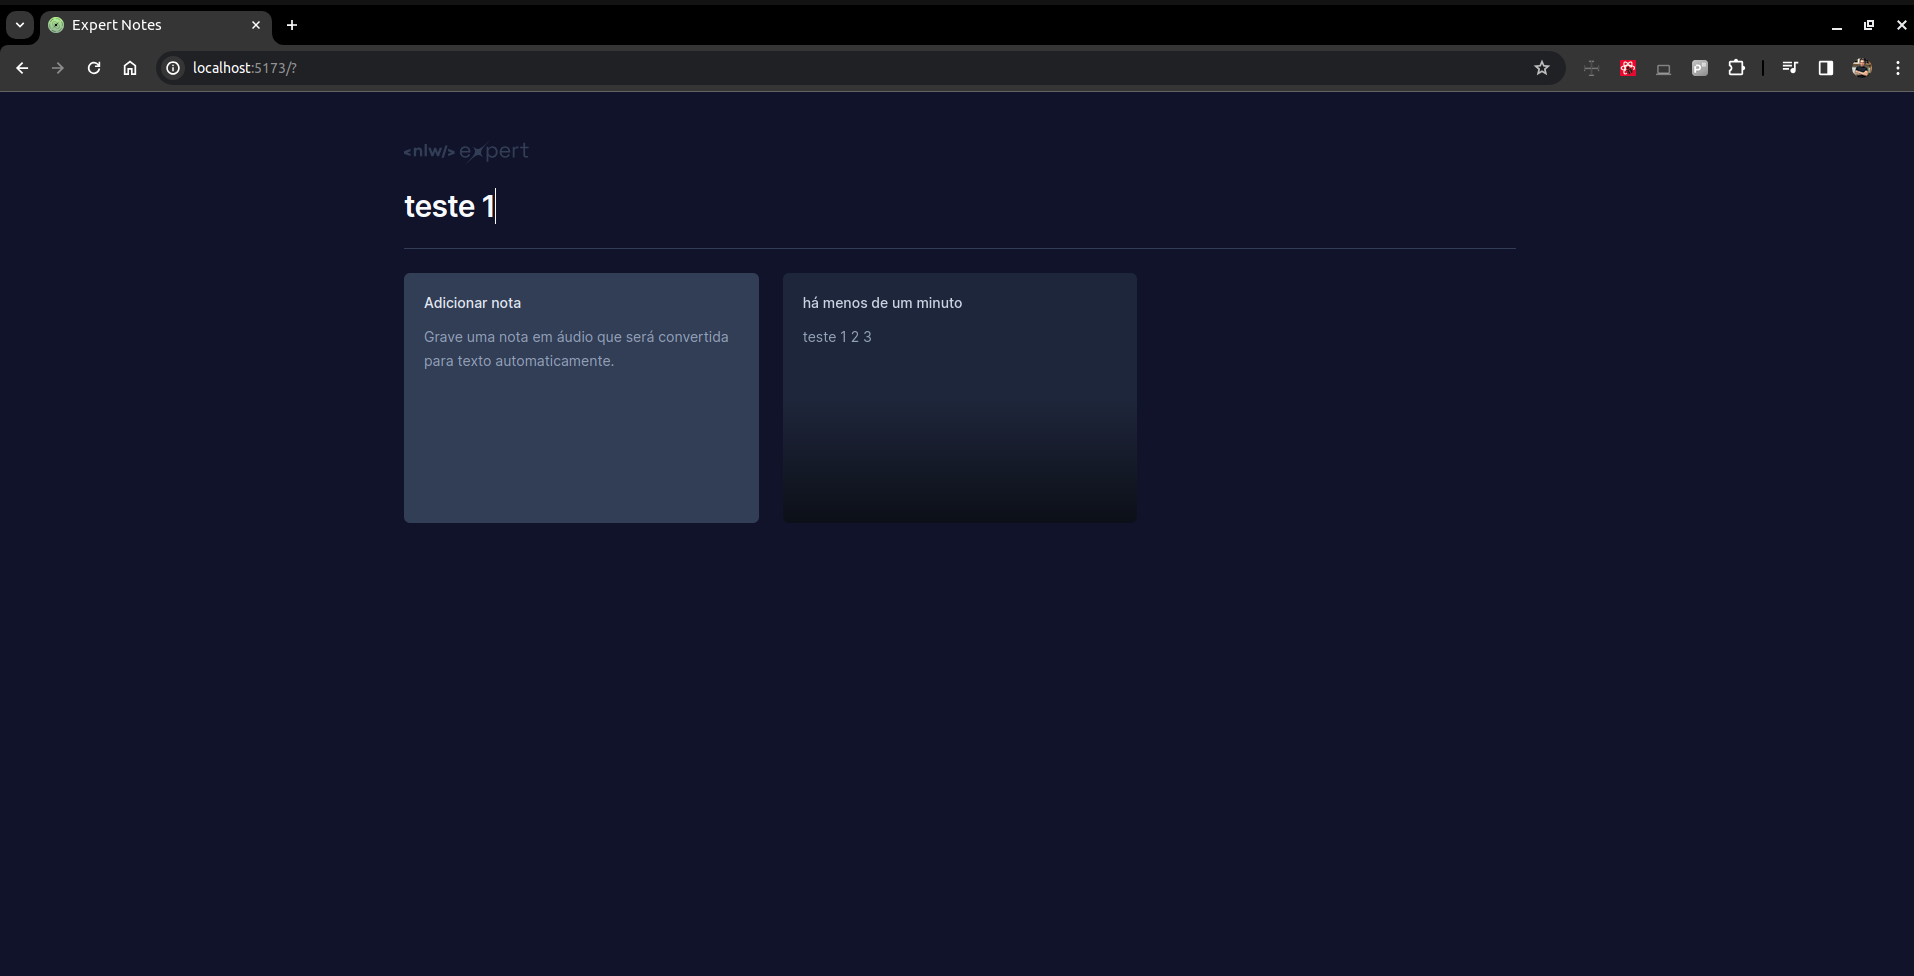 Expert Notes
localhost:5173/?
<nlw/> expert
teste 1
Adicionar nota
Grave uma nota em áudio que será convertida
para texto automaticamente.
há menos de um minuto
teste 1 2 3